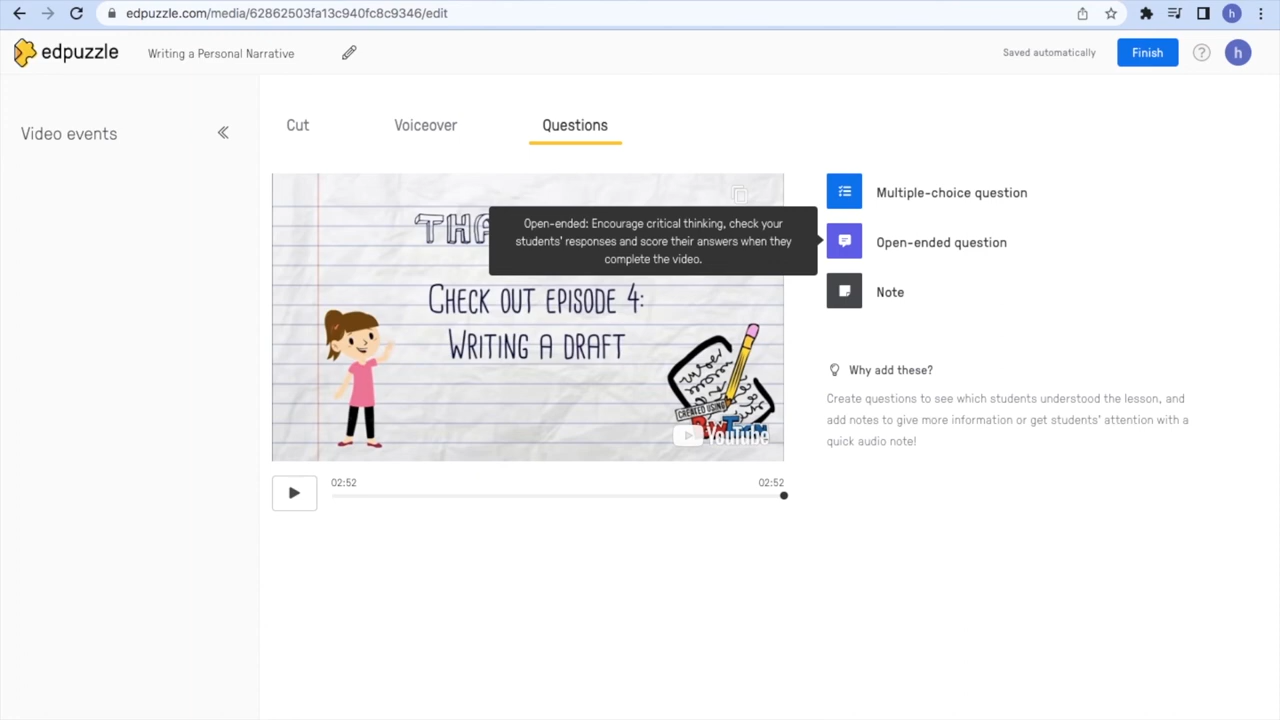 edpuzzle.com/media/62862503fa13c940fc8c9346/edit
h
edpuzzle
Writing a Personal Narrative
Saved automatically
Finish
?
h
Video events
Cut
Voiceover
Questions
THA
Open-ended: Encourage critical thinking, check your
students' responses and score their answers when they
complete the video.
CHECK OUT EPISODE 4:
WRITING A DRAFT
CREATED USING
YouTube
02:52
02:52
Multiple-choice question
Open-ended question
Note
Why add these?
Create questions to see which students understood the lesson, and
add notes to give more information or get students' attention with a
quick audio note!